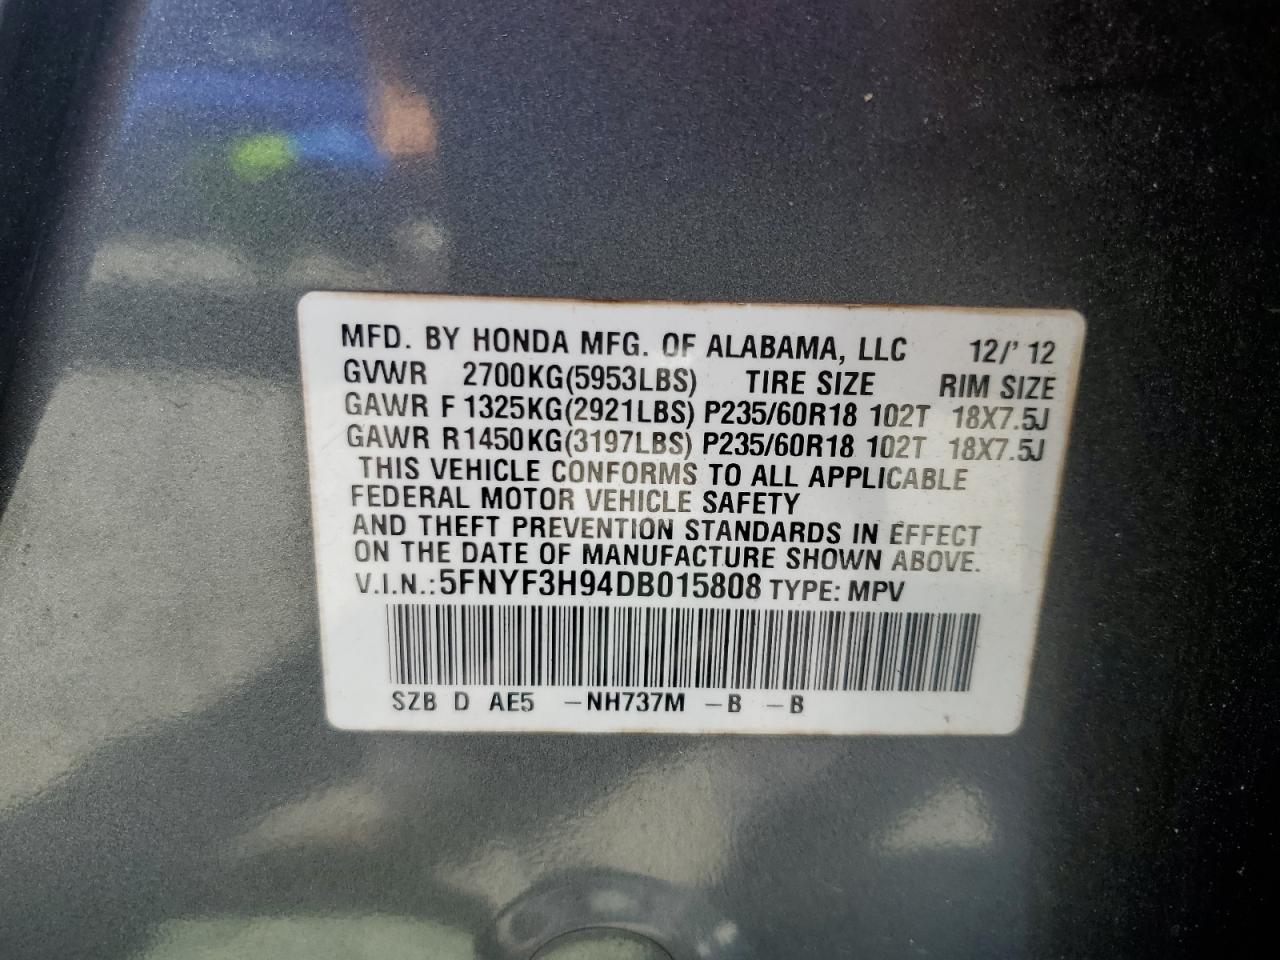 MFD. BY HONDA MFG. OF ALABAMA, LLC 12/' 12
GVWR 2700KG(5953LBS) TIRE SIZE RIM SIZE
GAWR F 1325KG(2921LBS) P235/60R18 102T 18X7.5J
GAWR R1450KG(3197LBS) P235/60R18 102T 18X7.5J
THIS VEHICLE CONFORMS TO ALL APPLICABLE
FEDERAL MOTOR VEHICLE SAFETY
AND THEFT PREVENTION STANDARDS IN EFFECT
ON THE DATE OF MANUFACTURE SHOWN ABOVE.
V.I.N.: 5FNYF3H94DB015808 TYPE: MPV
SZB D AE5 -NH737M -B -B